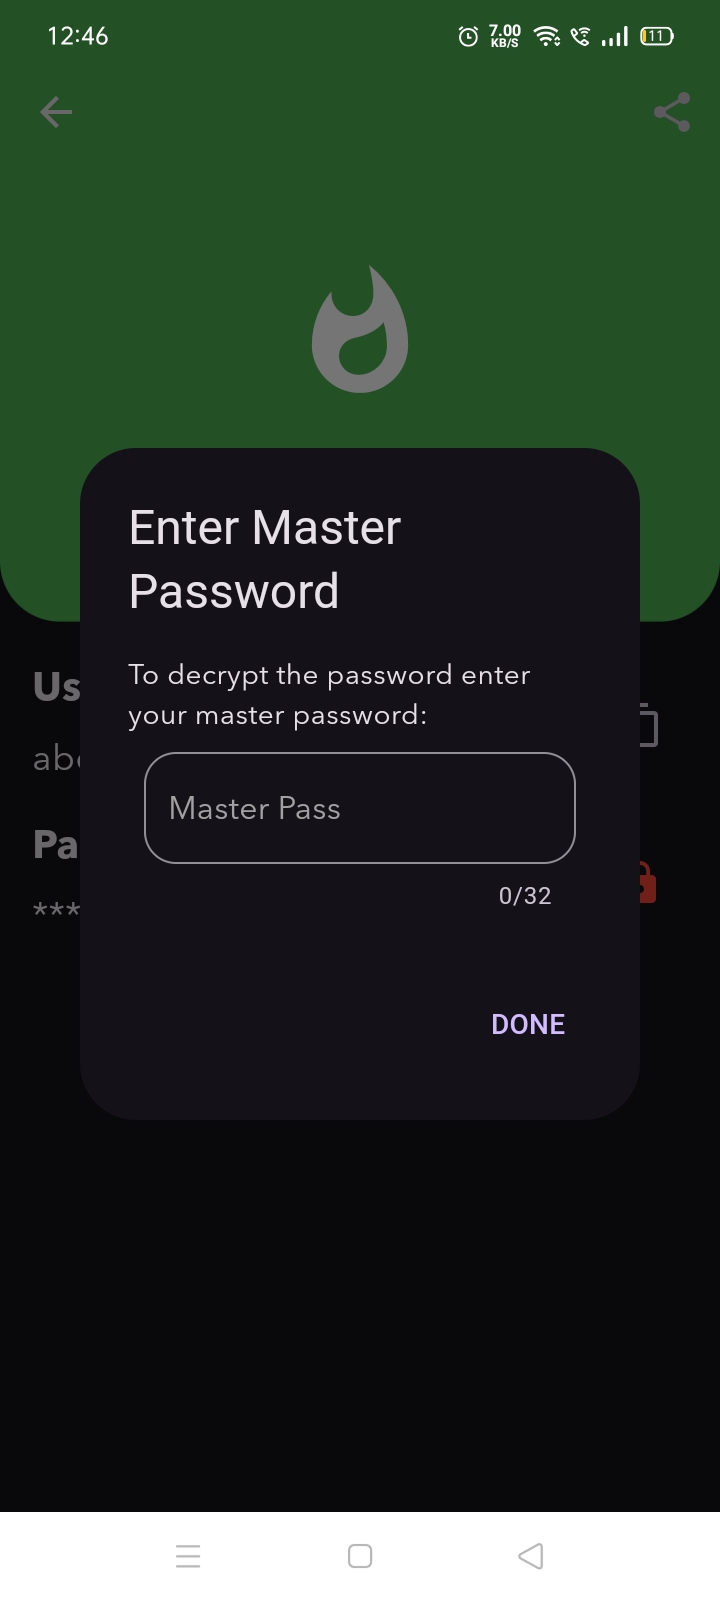 12:46
7.00
KB/S
11
Enter Master
Password
To decrypt the password enter
your master password:
Us
Master Pass
Pa
***
0/32
DONE